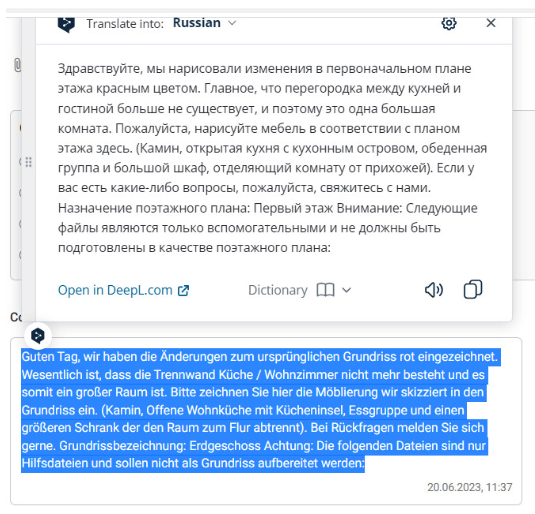 Translate into: Russian
Здравствуйте, мы нарисовали изменения в первоначальном плане
этажа красным цветом. Главное, что перегородка между кухней и
гостиной больше не существует, и поэтому это одна большая
комната. Пожалуйста, нарисуйте мебель в соответствии с планом
этажа здесь. (Камин, открытая кухня с кухонным островом, обеденная
группа и большой шкаф, отделяющий комнату от прихожей). Если у
вас есть какие-либо вопросы, пожалуйста, свяжитесь с нами.
Назначение поэтажного плана: Первый этаж Внимание: Следующие
файлы являются только вспомогательными и не должны быть
подготовлены в качестве поэтажного плана:
Open in DeepL.com
Dictionary
Guten Tag, wir haben die Änderungen zum ursprünglichen Grundriss rot eingezeichnet.
Wesentlich ist, dass die Trennwand Küche / Wohnzimmer nicht mehr besteht und es
somit ein großer Raum ist. Bitte zeichnen Sie hier die Möblierung wir skizziert in den
Grundriss ein. (Kamin, Offene Wohnküche mit Kücheninsel, Essgruppe und einen
größeren Schrank der den Raum zum Flur abtrennt). Bei Rückfragen melden Sie sich
gerne. Grundrissbezeichnung: Erdgeschoss Achtung: Die folgenden Dateien sind nur
Hilfsdateien und sollen nicht als Grundriss aufbereitet werden:
20.06.2023, 11:37